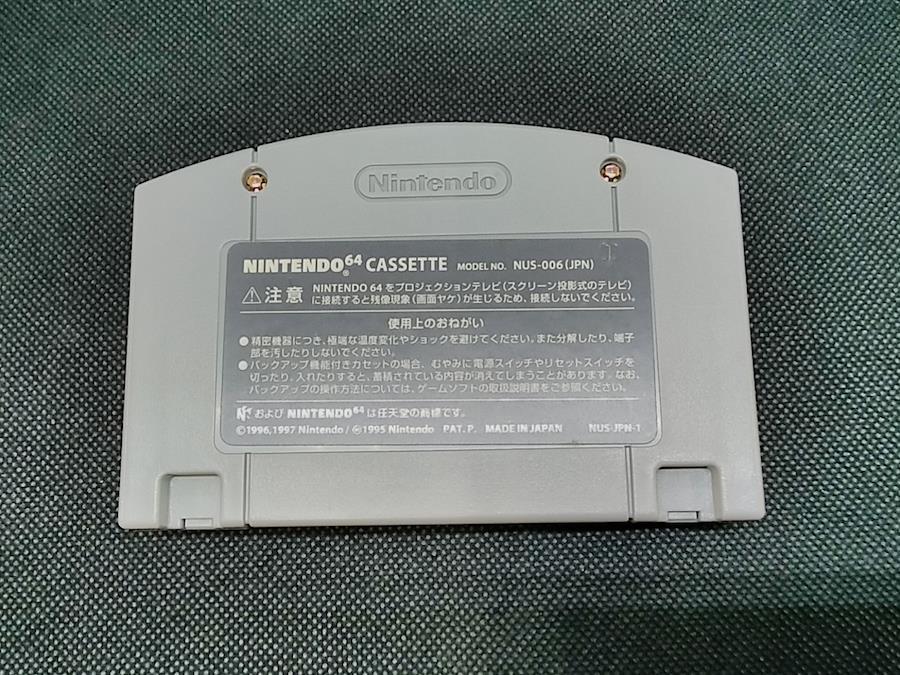 Nintendo
NINTENDO64® CASSETTE MODEL NO. NUS-006(JPN)
⚠注意 NINTENDO 64をプロジェクションテレビ(スクリーン投影式のテレビ)
に接続すると残像現象(画面ヤケ)が生じるため、接続しないでください。
使用上のおねがい
●精密機器につき、極端な温度変化やショックを避けてください。また分解したり、端子
部を汚したりしないでください。
●バックアップ機能付きカセットの場合、むやみに電源スイッチやリセットスイッチを
切ったり、入れたりすると、蓄積されている内容が消えてしまうことがあります。なお、
バックアップの操作方法については、ゲームソフトの取扱説明書をご参照ください。
および NINTENDO64は任天堂の商標です。
©1996,1997 Nintendo/Ⓜ1995 Nintendo PAT. P. MADE IN JAPAN NUS-JPN-1